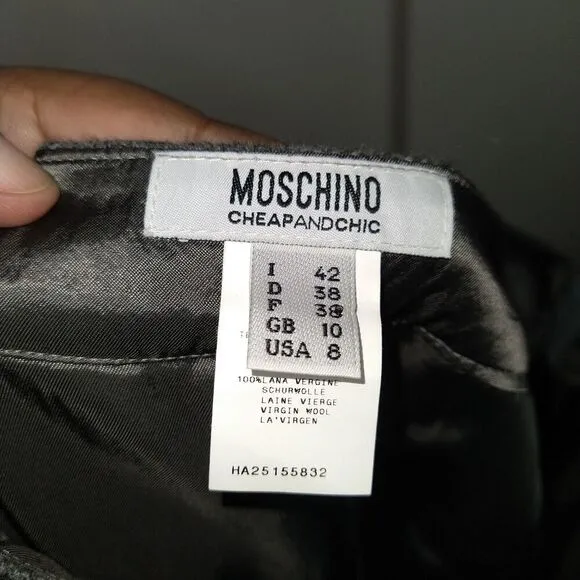 MOSCHINO
CHEAPANDCHIC
I 42
D 38
F 38
GB 10
USA 8
100%LANA VERGINE
SCHURWOLLE
LAINE VIERGE
VIRGIN WOOL
LA'VIRGEN
HA25155832